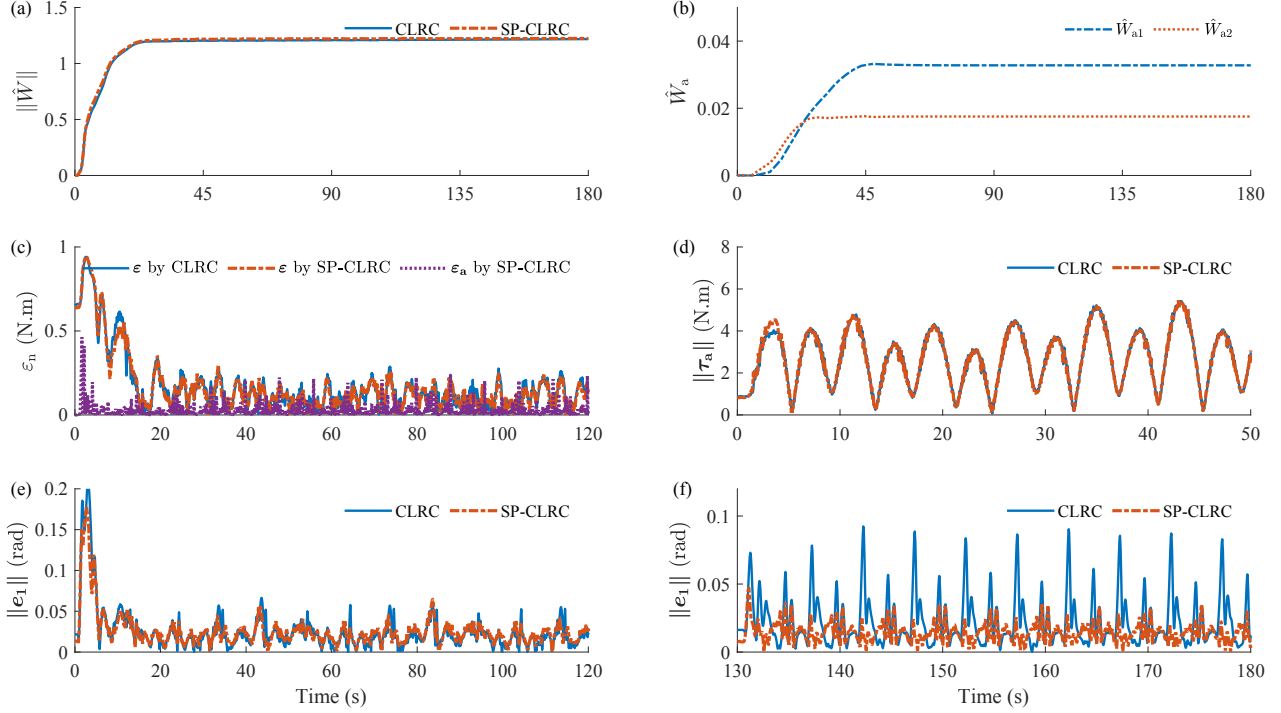 (a)
CLRC SP-CLRC
||Ŵ||
1.5
1
0.5
0
0 45 90 135 180
(b)
Ŵa1 Ŵa2
Ŵa
0.04
0.02
0
0 45 90 135 180
(c)
ε by CLRC ε by SP-CLRC εa by SP-CLRC
εn (N.m)
1
0.5
0
0 20 40 60 80 100 120
(d)
CLRC SP-CLRC
||τa|| (N.m)
8
6
4
2
0
0 10 20 30 40 50
(e)
CLRC SP-CLRC
||e1|| (rad)
0.2
0.15
0.1
0.05
0
0 20 40 60 80 100 120
Time (s)
(f)
CLRC SP-CLRC
||e1|| (rad)
0.1
0.05
0
130 140 150 160 170 180
Time (s)